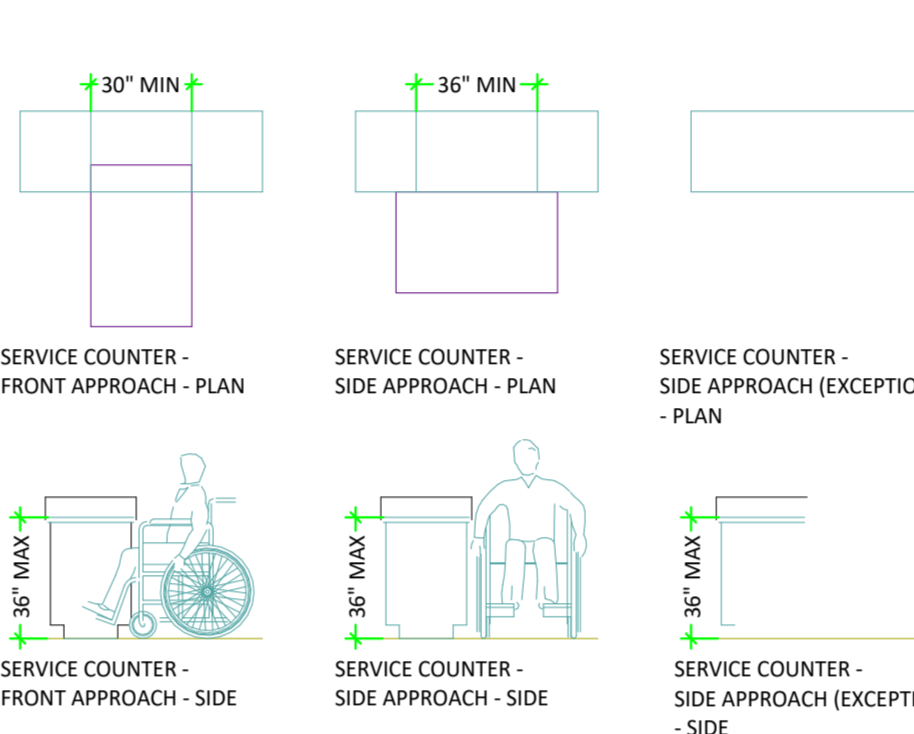 30" MIN
36" MIN
SERVICE COUNTER -
FRONT APPROACH - PLAN
SERVICE COUNTER -
SIDE APPROACH - PLAN
SERVICE COUNTER -
SIDE APPROACH (EXCEPTIO
- PLAN
36" MAX
36" MAX
36" MAX
SERVICE COUNTER -
FRONT APPROACH - SIDE
SERVICE COUNTER -
SIDE APPROACH - SIDE
SERVICE COUNTER -
SIDE APPROACH (EXCEPTI
- SIDE